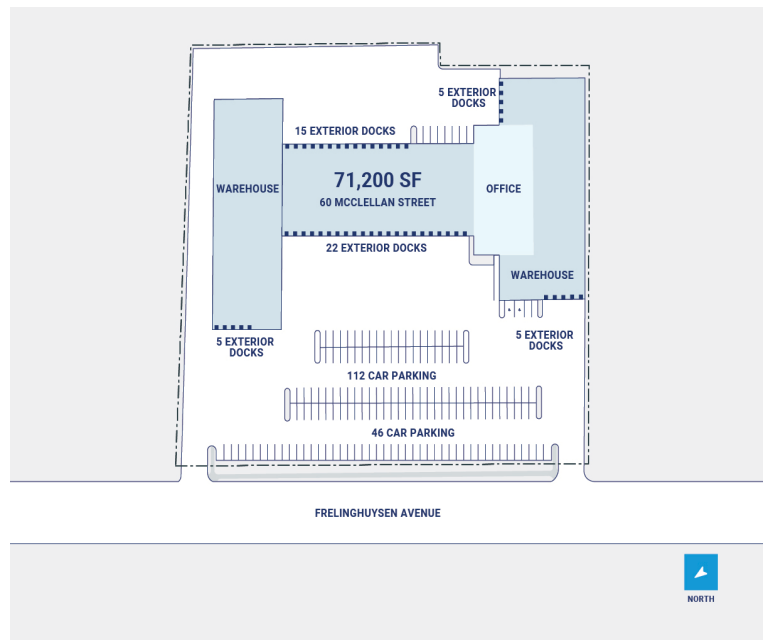 5 EXTERIOR
DOCKS
15 EXTERIOR DOCKS
71,200 SF
WAREHOUSE
OFFICE
60 MCCLELLAN STREET
22 EXTERIOR DOCKS
WAREHOUSE
5 EXTERIOR
DOCKS
5 EXTERIOR
DOCKS
112 CAR PARKING
46 CAR PARKING
FRELINGHUYSEN AVENUE
NORTH